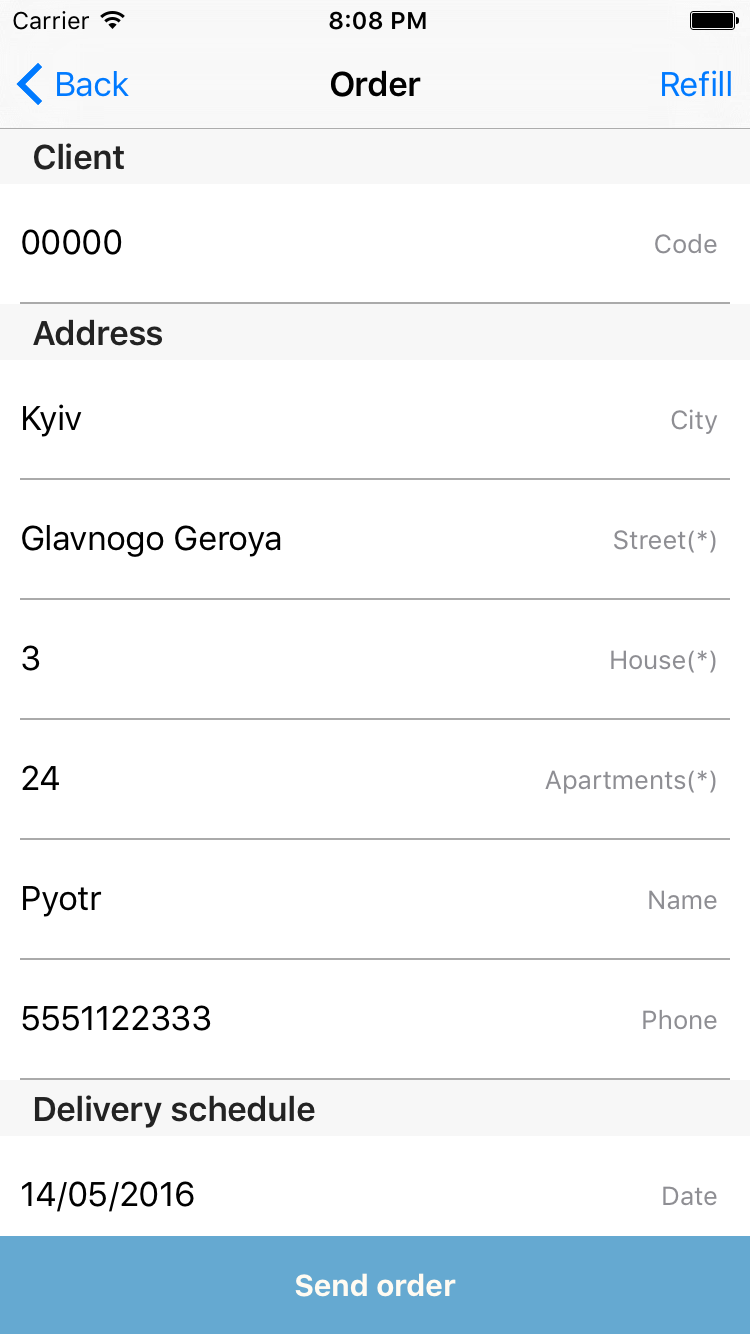 Carrier 8:08 PM
Back Order Refill
Client
00000 Code
Address
Kyiv City
Glavnogo Geroya Street(*)
3 House(*)
24 Apartments(*)
Pyotr Name
5551122333 Phone
Delivery schedule
14/05/2016 Date
Send order